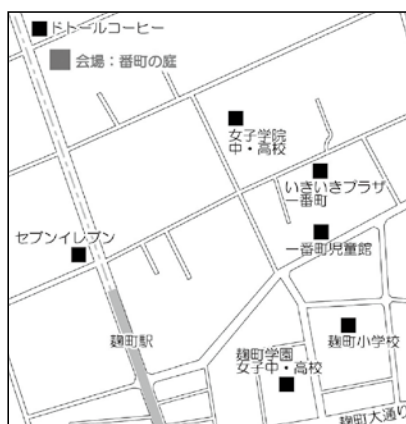 ドトールコーヒー
会場：番町の庭
女子学院
中・高校
いきいきプラザ
一番町
セブンイレブン
一番町児童館
麹町駅
麹町小学校
麹町学園
女子中・高校
麹町大通り